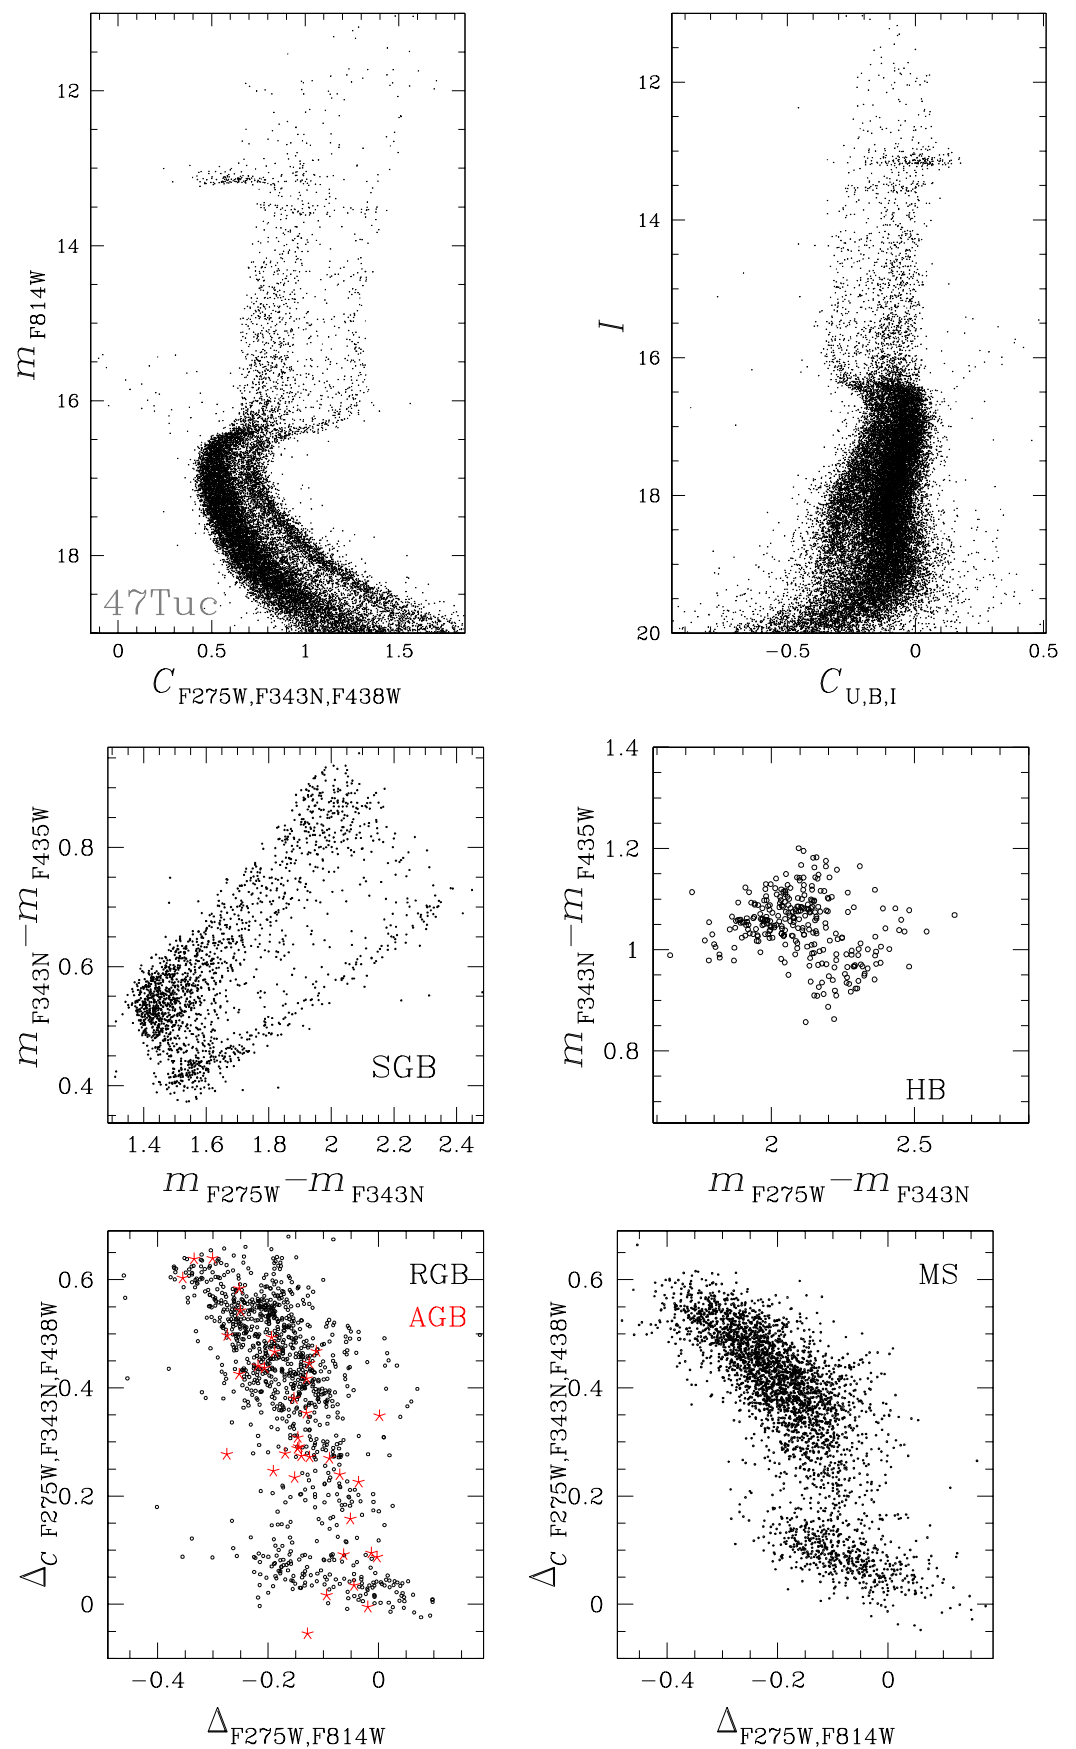 12
14
16
18
m F814W
47Tuc
0 0.5 1 1.5
C F275W,F343N,F438W
12
14
16
18
20
I
−0.5 0 0.5
C U,B,I
0.8
0.6
0.4
m F343N−m F435W
SGB
1.4 1.6 1.8 2 2.2 2.4
m F275W−m F343N
1.4
1.2
1
0.8
m F343N−m F435W
HB
2 2.5
m F275W−m F343N
0.6
0.4
0.2
0
Δ C F275W,F343N,F438W
RGB
AGB
−0.4 −0.2 0
Δ F275W,F814W
0.6
0.4
0.2
0
Δ C F275W,F343N,F438W
MS
−0.4 −0.2 0
Δ F275W,F814W